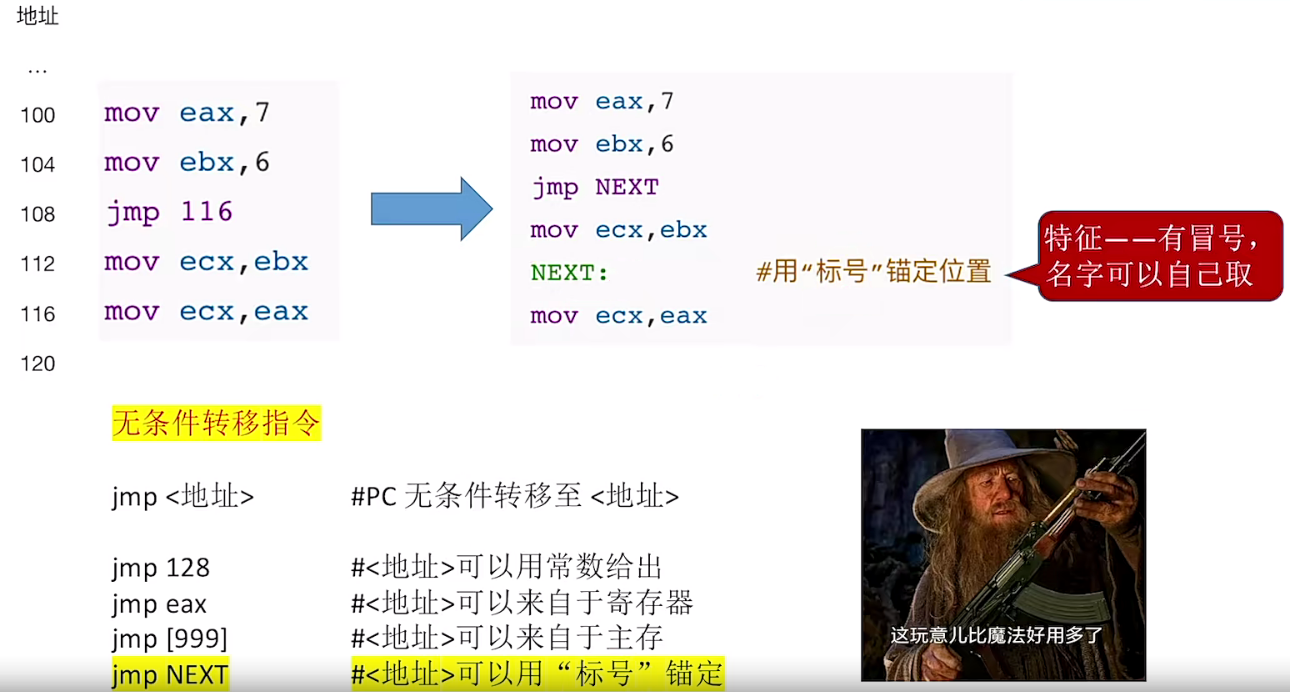 地址
...
100 mov eax,7
104 mov ebx,6
108 jmp 116
112 mov ecx,ebx
116 mov ecx,eax
120
mov eax,7
mov ebx,6
jmp NEXT
mov ecx,ebx
NEXT: #用“标号”锚定位置
mov ecx,eax
特征——有冒号，
名字可以自己取
无条件转移指令
jmp <地址> #PC 无条件转移至 <地址>
jmp 128 #<地址>可以用常数给出
jmp eax #<地址>可以来自于寄存器
jmp [999] #<地址>可以来自于主存
jmp NEXT #<地址>可以用“标号”锚定
这玩意儿比魔法好用多了